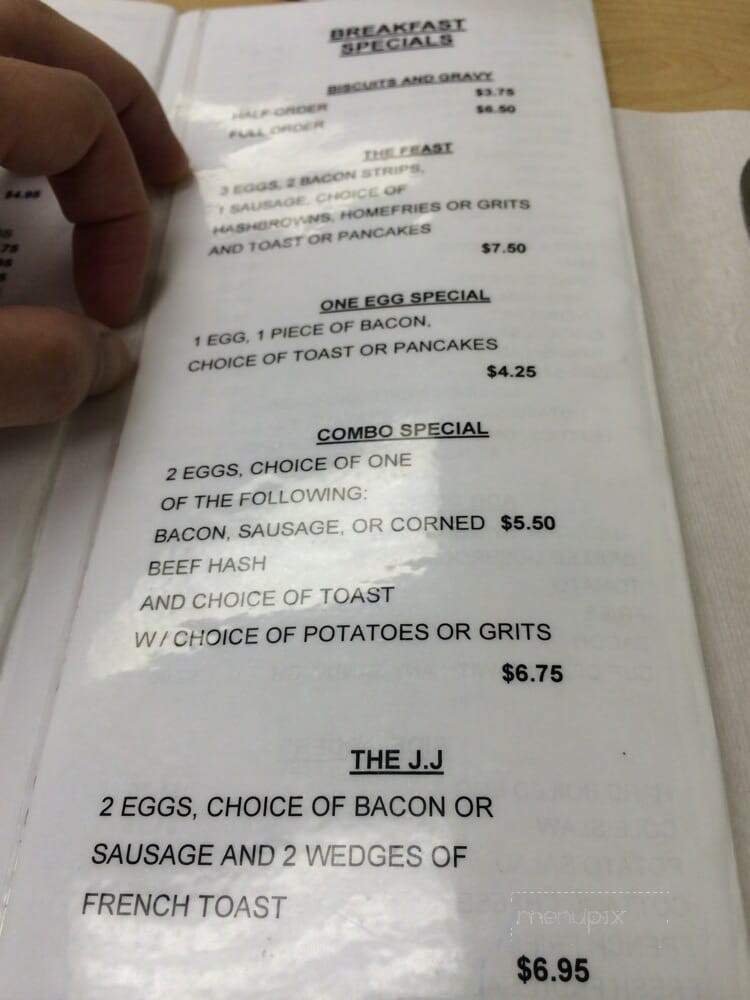 BREAKFAST
SPECIALS
BISCUITS AND GRAVY
HALF ORDER $3.75
FULL ORDER $6.50
THE FEAST
3 EGGS, 2 BACON STRIPS,
1 SAUSAGE, CHOICE OF
HASHBROWNS, HOMEFRIES OR GRITS
AND TOAST OR PANCAKES
$7.50
ONE EGG SPECIAL
1 EGG, 1 PIECE OF BACON,
CHOICE OF TOAST OR PANCAKES
$4.25
COMBO SPECIAL
2 EGGS, CHOICE OF ONE
OF THE FOLLOWING:
BACON, SAUSAGE, OR CORNED $5.50
BEEF HASH
AND CHOICE OF TOAST
W/ CHOICE OF POTATOES OR GRITS
$6.75
THE J.J
2 EGGS, CHOICE OF BACON OR
SAUSAGE AND 2 WEDGES OF
FRENCH TOAST
$6.95
menupix
$4.95